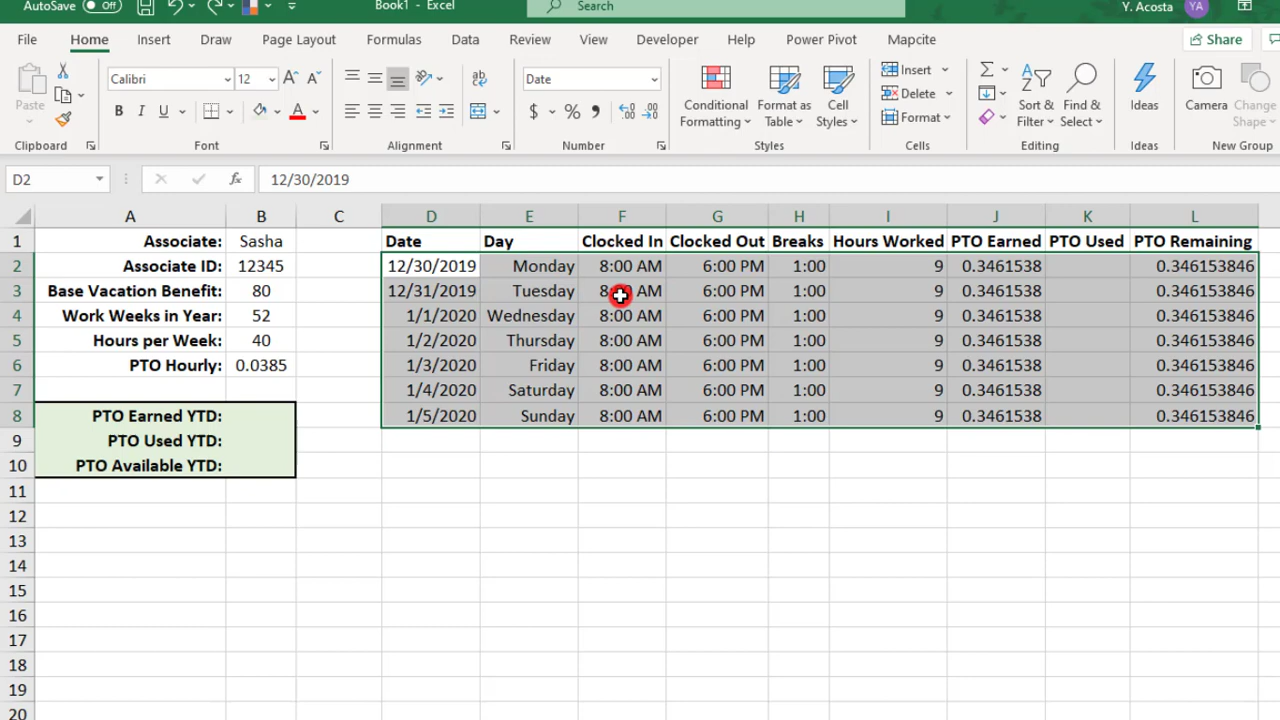 AutoSave Off Book1 - Excel Search Y. Acosta YA
File Home Insert Draw Page Layout Formulas Data Review View Developer Help Power Pivot Mapcite Share
Paste Calibri 12 A A ab Date Conditional Formatting Format as Table Cell Styles Insert Delete Format Sort & Filter Find & Select Ideas Camera Change Shape
B I U A $ % 9
Clipboard Font Alignment Number Styles Cells Editing Ideas New Group
D2 fx 12/30/2019
A B C D E F G H I J K L
1 Associate: Sasha Date Day Clocked In Clocked Out Breaks Hours Worked PTO Earned PTO Used PTO Remaining
2 Associate ID: 12345 12/30/2019 Monday 8:00 AM 6:00 PM 1:00 9 0.3461538 0.346153846
3 Base Vacation Benefit: 80 12/31/2019 Tuesday 8:00 AM 6:00 PM 1:00 9 0.3461538 0.346153846
4 Work Weeks in Year: 52 1/1/2020 Wednesday 8:00 AM 6:00 PM 1:00 9 0.3461538 0.346153846
5 Hours per Week: 40 1/2/2020 Thursday 8:00 AM 6:00 PM 1:00 9 0.3461538 0.346153846
6 PTO Hourly: 0.0385 1/3/2020 Friday 8:00 AM 6:00 PM 1:00 9 0.3461538 0.346153846
7 1/4/2020 Saturday 8:00 AM 6:00 PM 1:00 9 0.3461538 0.346153846
8 PTO Earned YTD: 1/5/2020 Sunday 8:00 AM 6:00 PM 1:00 9 0.3461538 0.346153846
9 PTO Used YTD:
10 PTO Available YTD:
11
12
13
14
15
16
17
18
19
20